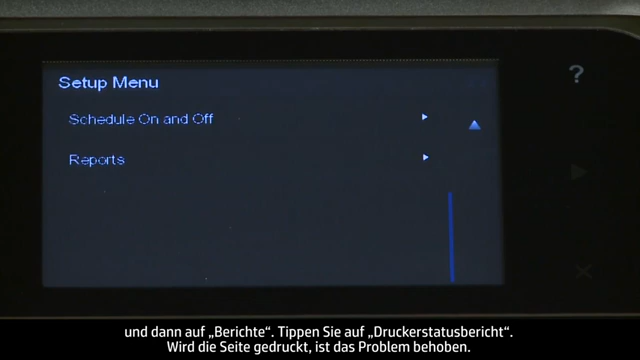 Setup Menu
?
Schedule On and Off
Reports
und dann auf „Berichte“. Tippen Sie auf „Druckerstatusbericht“.
Wird die Seite gedruckt, ist das Problem behoben.